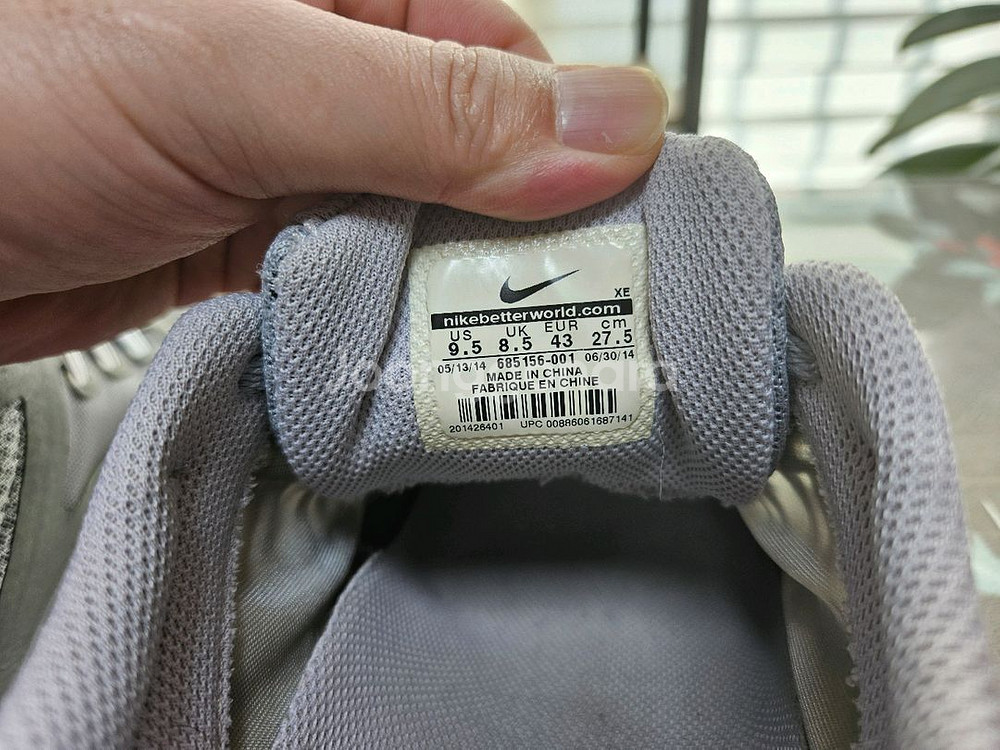 XE
nikebetterworld.com
US UK EUR cm
9.5 8.5 43 27.5
05/13/14 685156-001 06/30/14
MADE IN CHINA
FABRIQUE EN CHINE
201426401 UPC 00886061687141